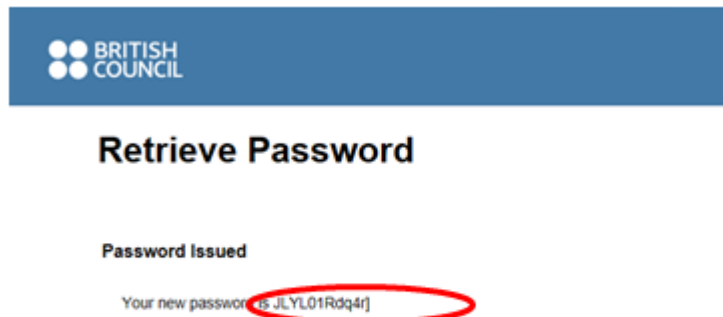 BRITISH
COUNCIL
Retrieve Password
Password Issued
Your new password is JLYL01Rdq4r]